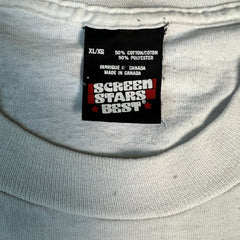 XL/XG
50% COTTON/COTON
50% POLYESTER
FABRIQUÉ AU CANADA
MADE IN CANADA
SCREEN
STARS
BEST